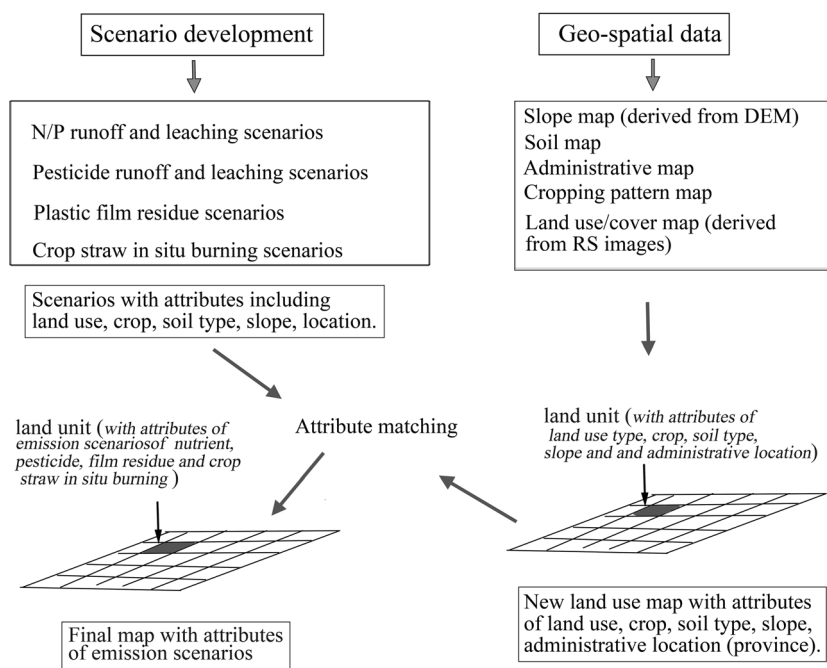 Scenario development
N/P runoff and leaching scenarios
Pesticide runoff and leaching scenarios
Plastic film residue scenarios
Crop straw in situ burning scenarios
Scenarios with attributes including
land use, crop, soil type, slope, location.
Geo-spatial data
Slope map (derived from DEM)
Soil map
Administrative map
Cropping pattern map
Land use/cover map (derived
from RS images)
Attribute matching
land unit (with attributes of
land use type, crop, soil type,
slope and and administrative location)
New land use map with attributes
of land use, crop, soil type, slope,
administrative location (province).
land unit (with attributes of
emission scenariosof nutrient,
pesticide, film residue and crop
straw in situ burning )
Final map with attributes
of emission scenarios